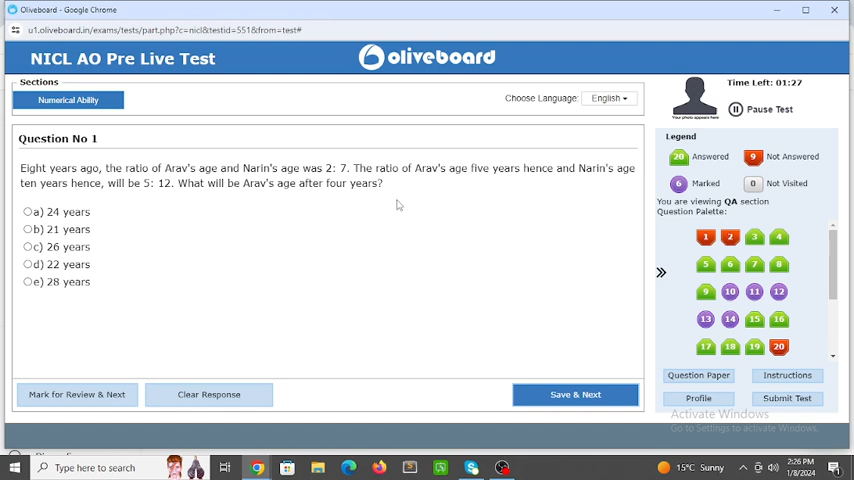 Oliveboard - Google Chrome
u1.oliveboard.in/exams/tests/part.php?c=nicl&testid=551&from=test#
NICL AO Pre Live Test
oliveboard
Sections
Numerical Ability
Choose Language: English
Question No 1
Eight years ago, the ratio of Arav's age and Narin's age was 2: 7. The ratio of Arav's age five years hence and Narin's age
ten years hence, will be 5: 12. What will be Arav's age after four years?
a) 24 years
b) 21 years
c) 26 years
d) 22 years
e) 28 years
Mark for Review & Next
Clear Response
Save & Next
Your photo appears here
Time Left: 01:27
Pause Test
Legend
20 Answered
9 Not Answered
6 Marked
0 Not Visited
You are viewing QA section
Question Palette:
1 2 3 4
5 6 7 8
9 10 11 12
13 14 15 16
17 18 19 20
Question Paper
Instructions
Profile
Submit Test
Activate Windows
Go to Settings to activate Windows.
Type here to search
15°C Sunny
2:26 PM
1/8/2024